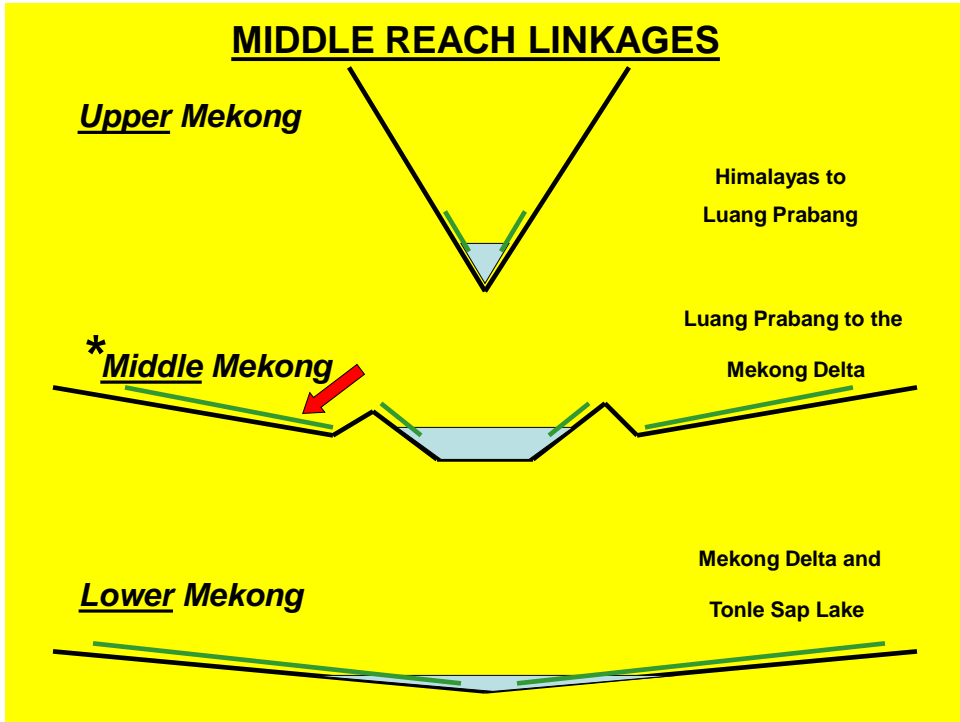 MIDDLE REACH LINKAGES
Upper Mekong
Himalayas to
Luang Prabang
Luang Prabang to the
Mekong Delta
*Middle Mekong
Mekong Delta and
Tonle Sap Lake
Lower Mekong